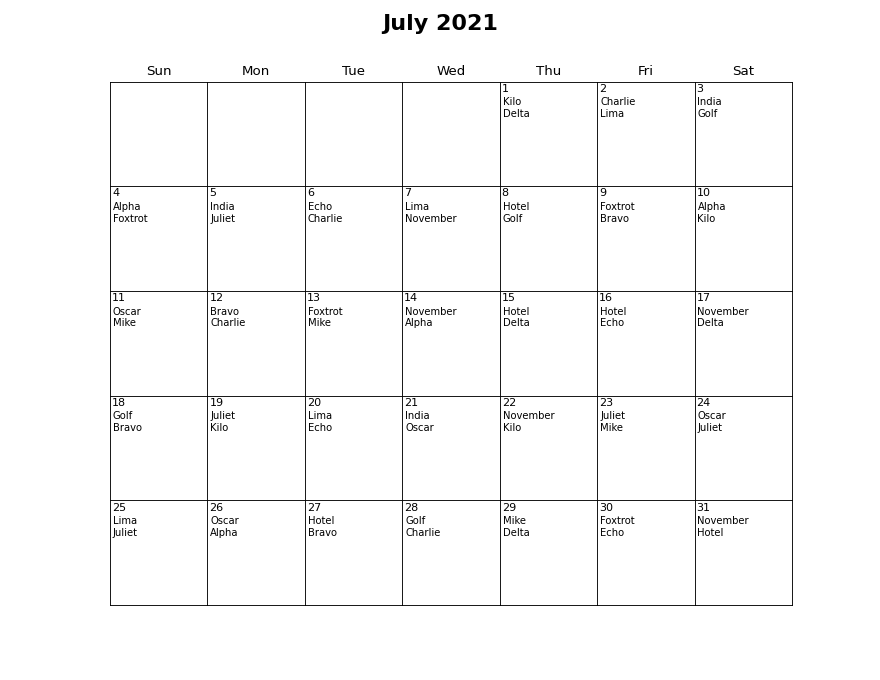 July 2021
Sun Mon Tue Wed Thu Fri Sat
1
Kilo
Delta
2
Charlie
Lima
3
India
Golf
4
Alpha
Foxtrot
5
India
Juliet
6
Echo
Charlie
7
Lima
November
8
Hotel
Golf
9
Foxtrot
Bravo
10
Alpha
Kilo
11
Oscar
Mike
12
Bravo
Charlie
13
Foxtrot
Mike
14
November
Alpha
15
Hotel
Delta
16
Hotel
Echo
17
November
Delta
18
Golf
Bravo
19
Juliet
Kilo
20
Lima
Echo
21
India
Oscar
22
November
Kilo
23
Juliet
Mike
24
Oscar
Juliet
25
Lima
Juliet
26
Oscar
Alpha
27
Hotel
Bravo
28
Golf
Charlie
29
Mike
Delta
30
Foxtrot
Echo
31
November
Hotel